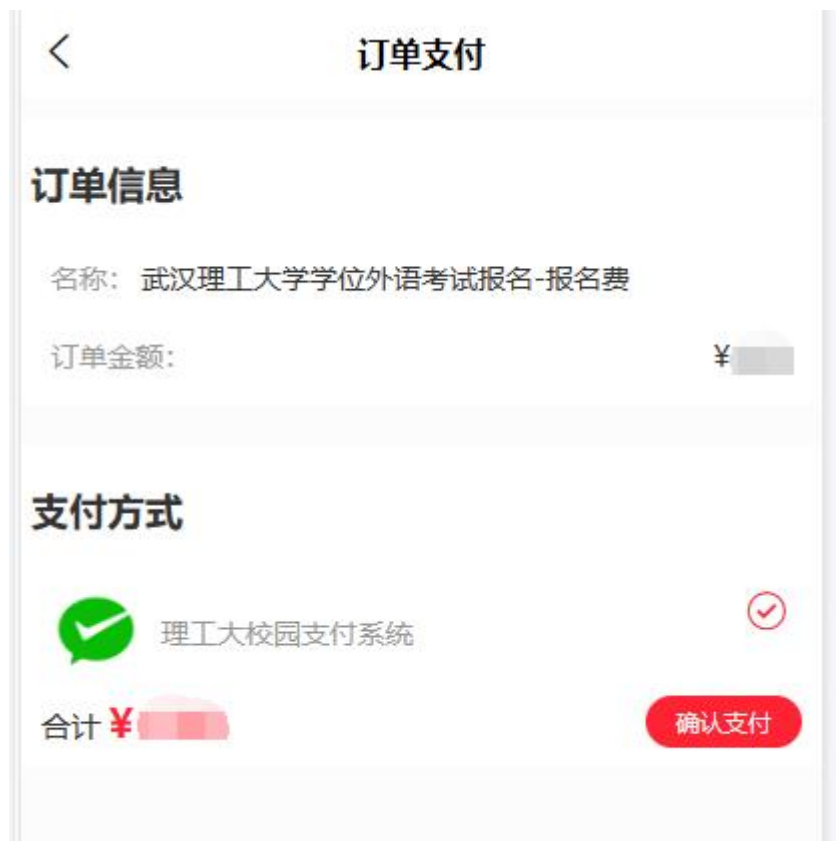 订单支付
订单信息
名称： 武汉理工大学学位外语考试报名-报名费
订单金额： ¥
支付方式
理工大校园支付系统
合计 ¥
确认支付